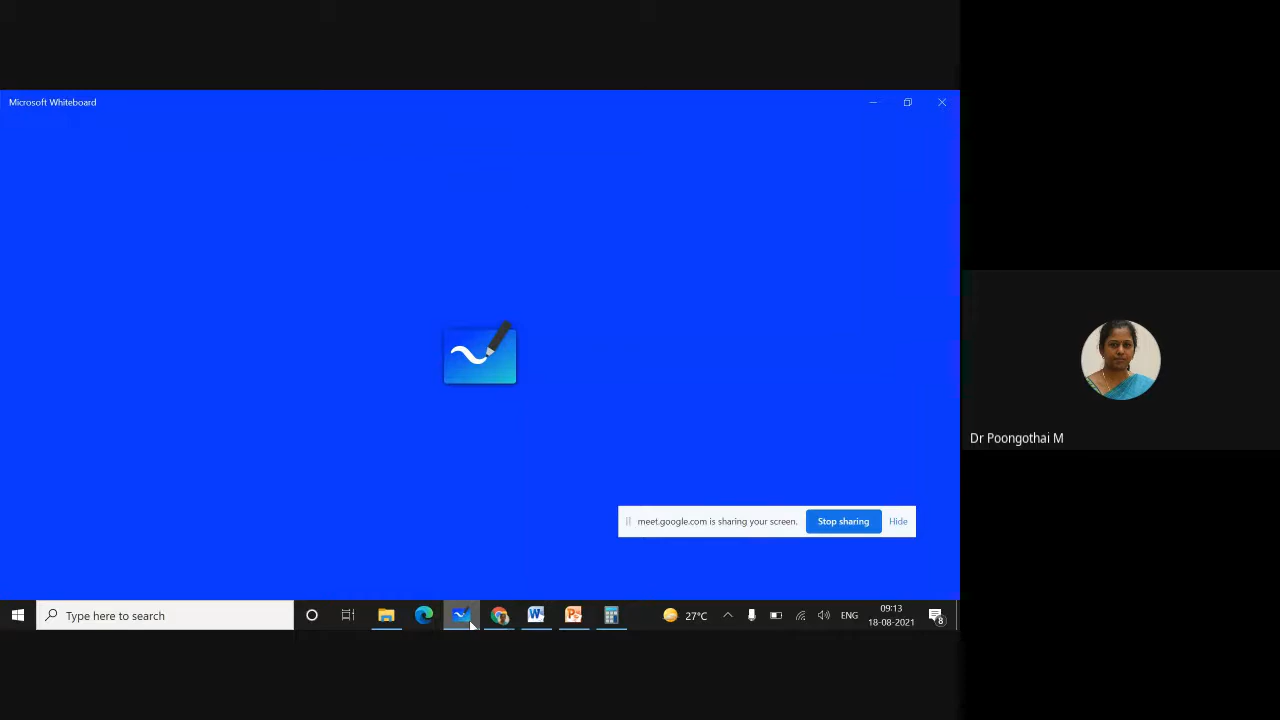 Microsoft Whiteboard
meet.google.com is sharing your screen.
Stop sharing
Hide
Dr Poongothai M
Type here to search
27°C
ENG
09:13
18-08-2021
8